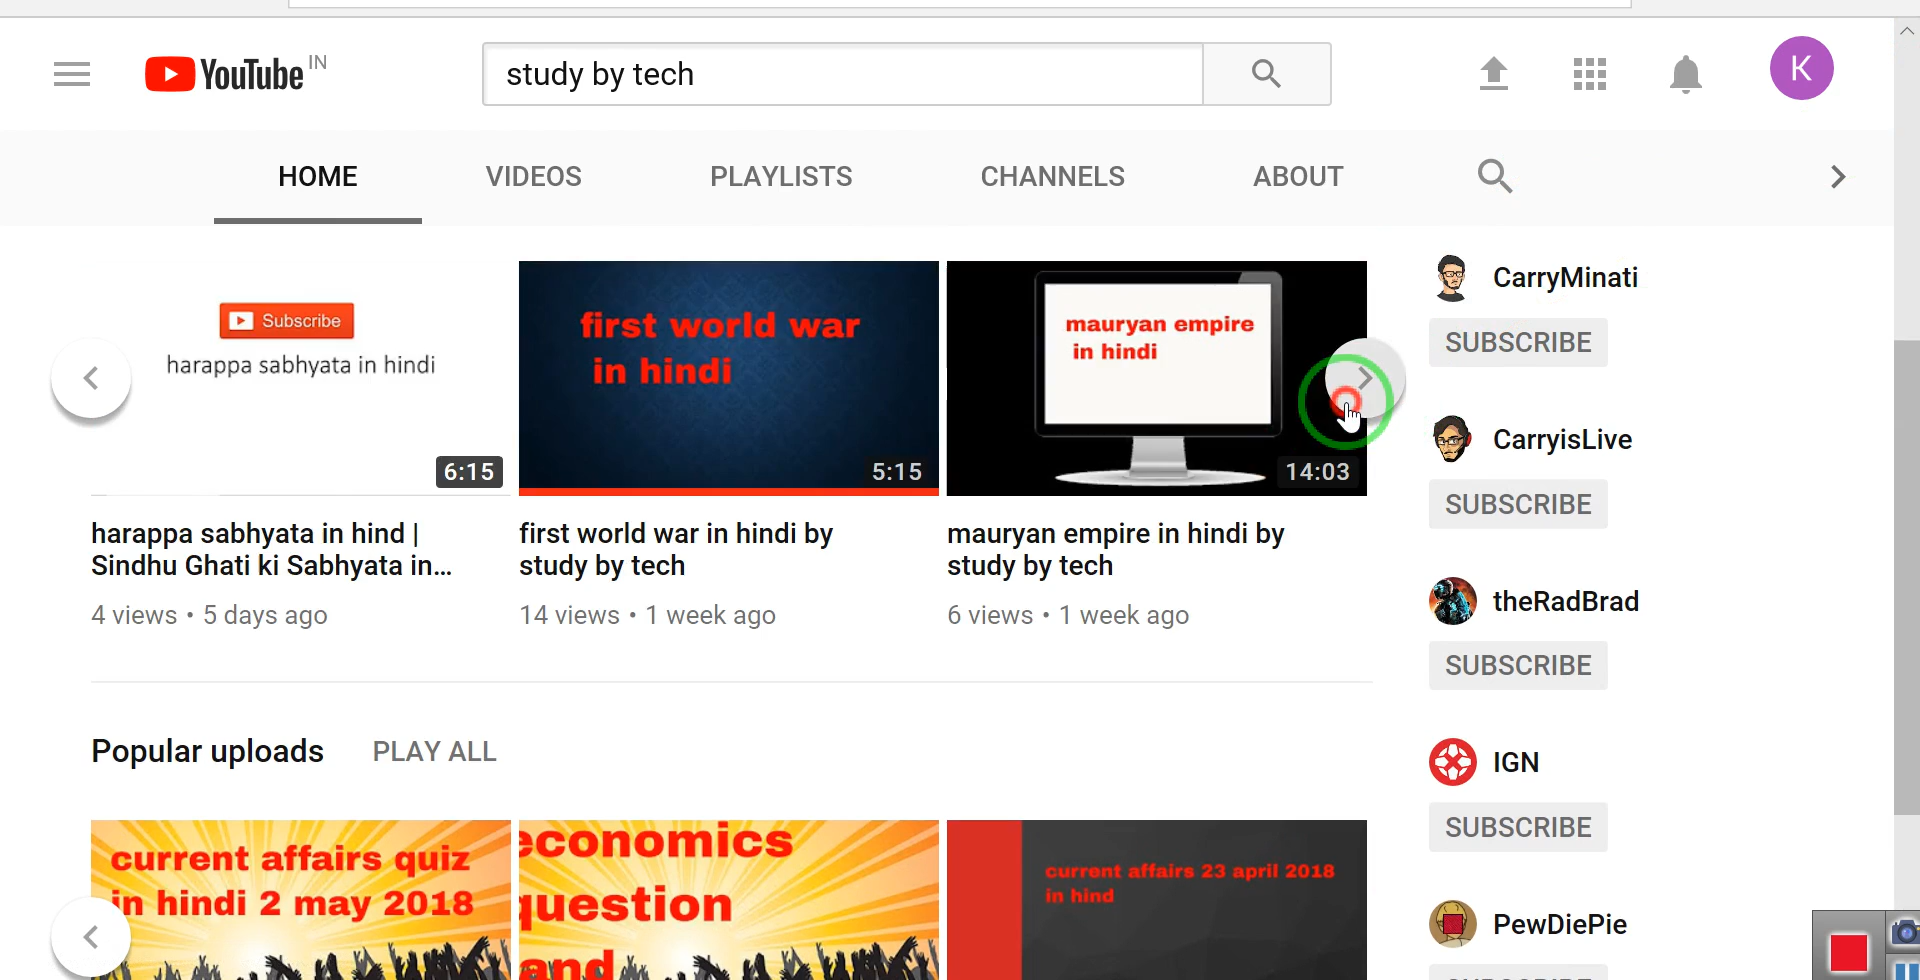 YouTube IN
study by tech
K
HOME VIDEOS PLAYLISTS CHANNELS ABOUT
Subscribe
harappa sabhyata in hindi
6:15
first world war
in hindi
5:15
mauryan empire
in hindi
14:03
harappa sabhyata in hind |
Sindhu Ghati ki Sabhyata in...
4 views • 5 days ago
first world war in hindi by
study by tech
14 views • 1 week ago
mauryan empire in hindi by
study by tech
6 views • 1 week ago
Popular uploads PLAY ALL
current affairs quiz
in hindi 2 may 2018
economics
question
and
current affairs 23 april 2018
in hind
CarryMinati
SUBSCRIBE
CarryisLive
SUBSCRIBE
theRadBrad
SUBSCRIBE
IGN
SUBSCRIBE
PewDiePie